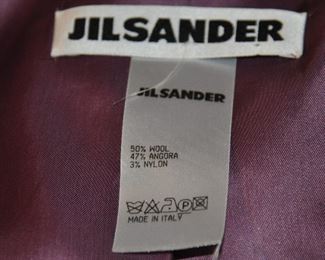 JILSANDER
JILSANDER
50% WOOL
47% ANGORA
3% NYLON
MADE IN ITALY